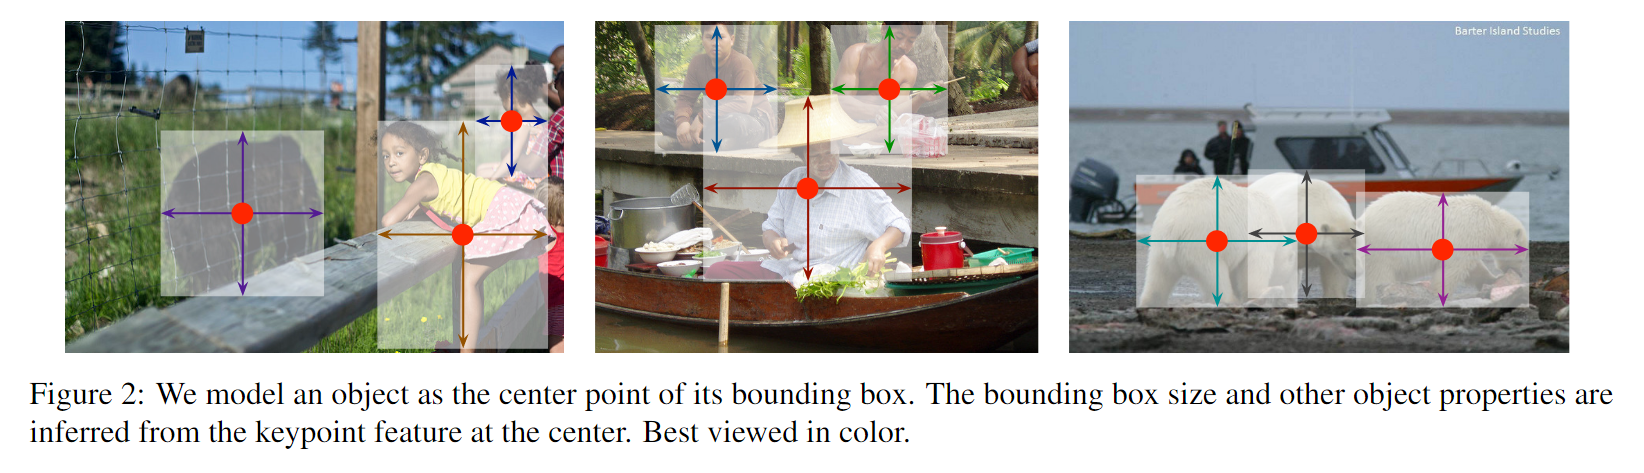 Barter Island Studies
Figure 2: We model an object as the center point of its bounding box. The bounding box size and other object properties are
inferred from the keypoint feature at the center. Best viewed in color.